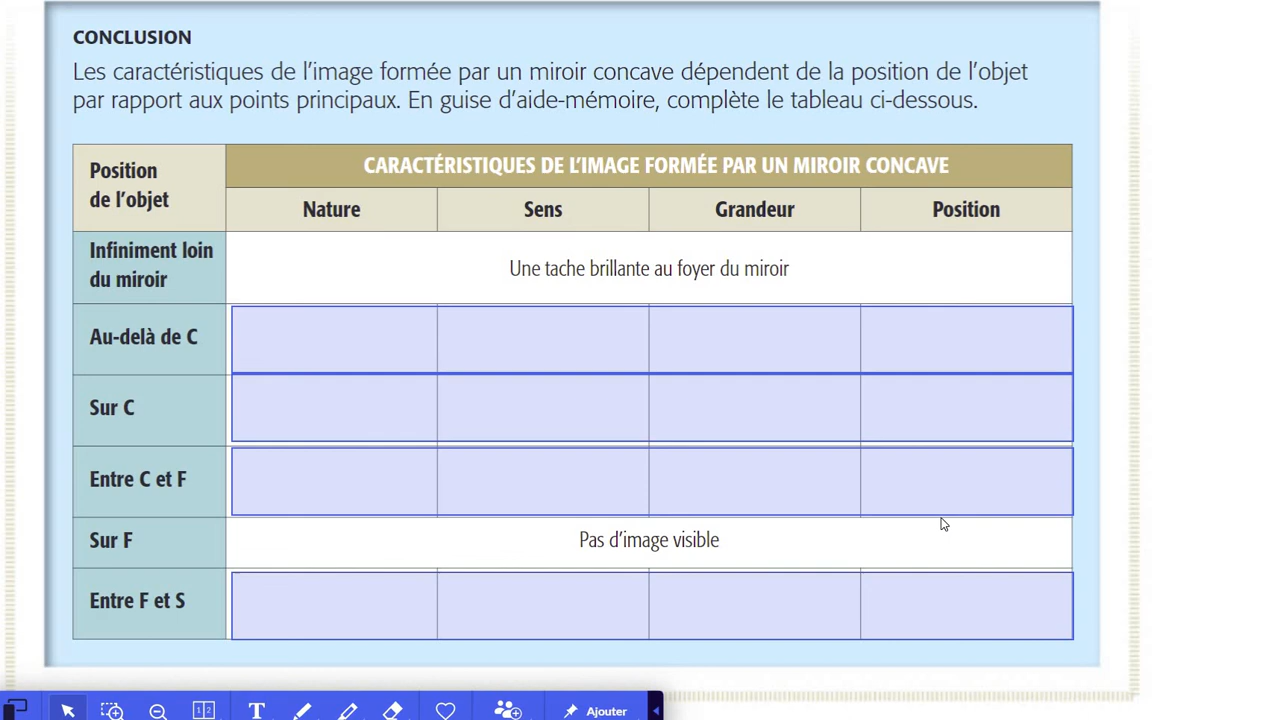 CONCLUSION
Les caractéristiques de l’image formée par un miroir concave dépendent de la position de l’objet
par rapport aux points principaux. En guise d’aide-mémoire, complète le tableau ci-dessous.
Position
de l’objet
CARACTÉRISTIQUES DE L’IMAGE FORMÉE PAR UN MIROIR CONCAVE
Nature Sens Grandeur Position
Infiniment loin
du miroir
Une tache brillante au foyer du miroir
Au-delà de C
Sur C
Entre C et F
Sur F Pas d’image visible
Entre F et S
1 2 T Ajouter